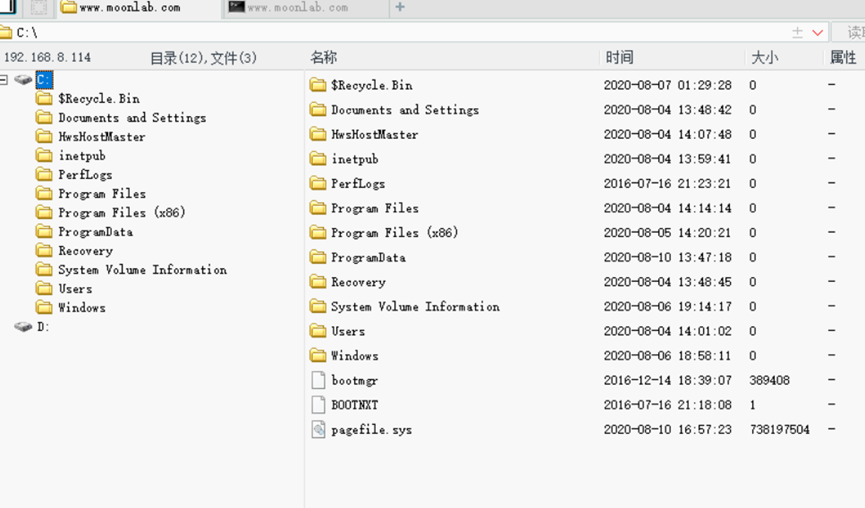 www.moonlab.com www.moonlab.com
C:\ 读
192.168.8.114 目录(12),文件(3) 名称 时间 大小 属性
C:
$Recycle.Bin
Documents and Settings
HwsHostMaster
inetpub
PerfLogs
Program Files
Program Files (x86)
ProgramData
Recovery
System Volume Information
Users
Windows
D:
$Recycle.Bin 2020-08-07 01:29:28 0 -
Documents and Settings 2020-08-04 13:48:42 0 -
HwsHostMaster 2020-08-04 14:07:48 0 -
inetpub 2020-08-04 13:59:41 0 -
PerfLogs 2016-07-16 21:23:21 0 -
Program Files 2020-08-04 14:14:14 0 -
Program Files (x86) 2020-08-05 14:20:21 0 -
ProgramData 2020-08-10 13:47:18 0 -
Recovery 2020-08-04 13:48:45 0 -
System Volume Information 2020-08-06 19:14:17 0 -
Users 2020-08-04 14:01:02 0 -
Windows 2020-08-06 18:58:11 0 -
bootmgr 2016-12-14 18:39:07 389408 -
BOOTNXT 2016-07-16 21:18:08 1 -
pagefile.sys 2020-08-10 16:57:23 738197504 -